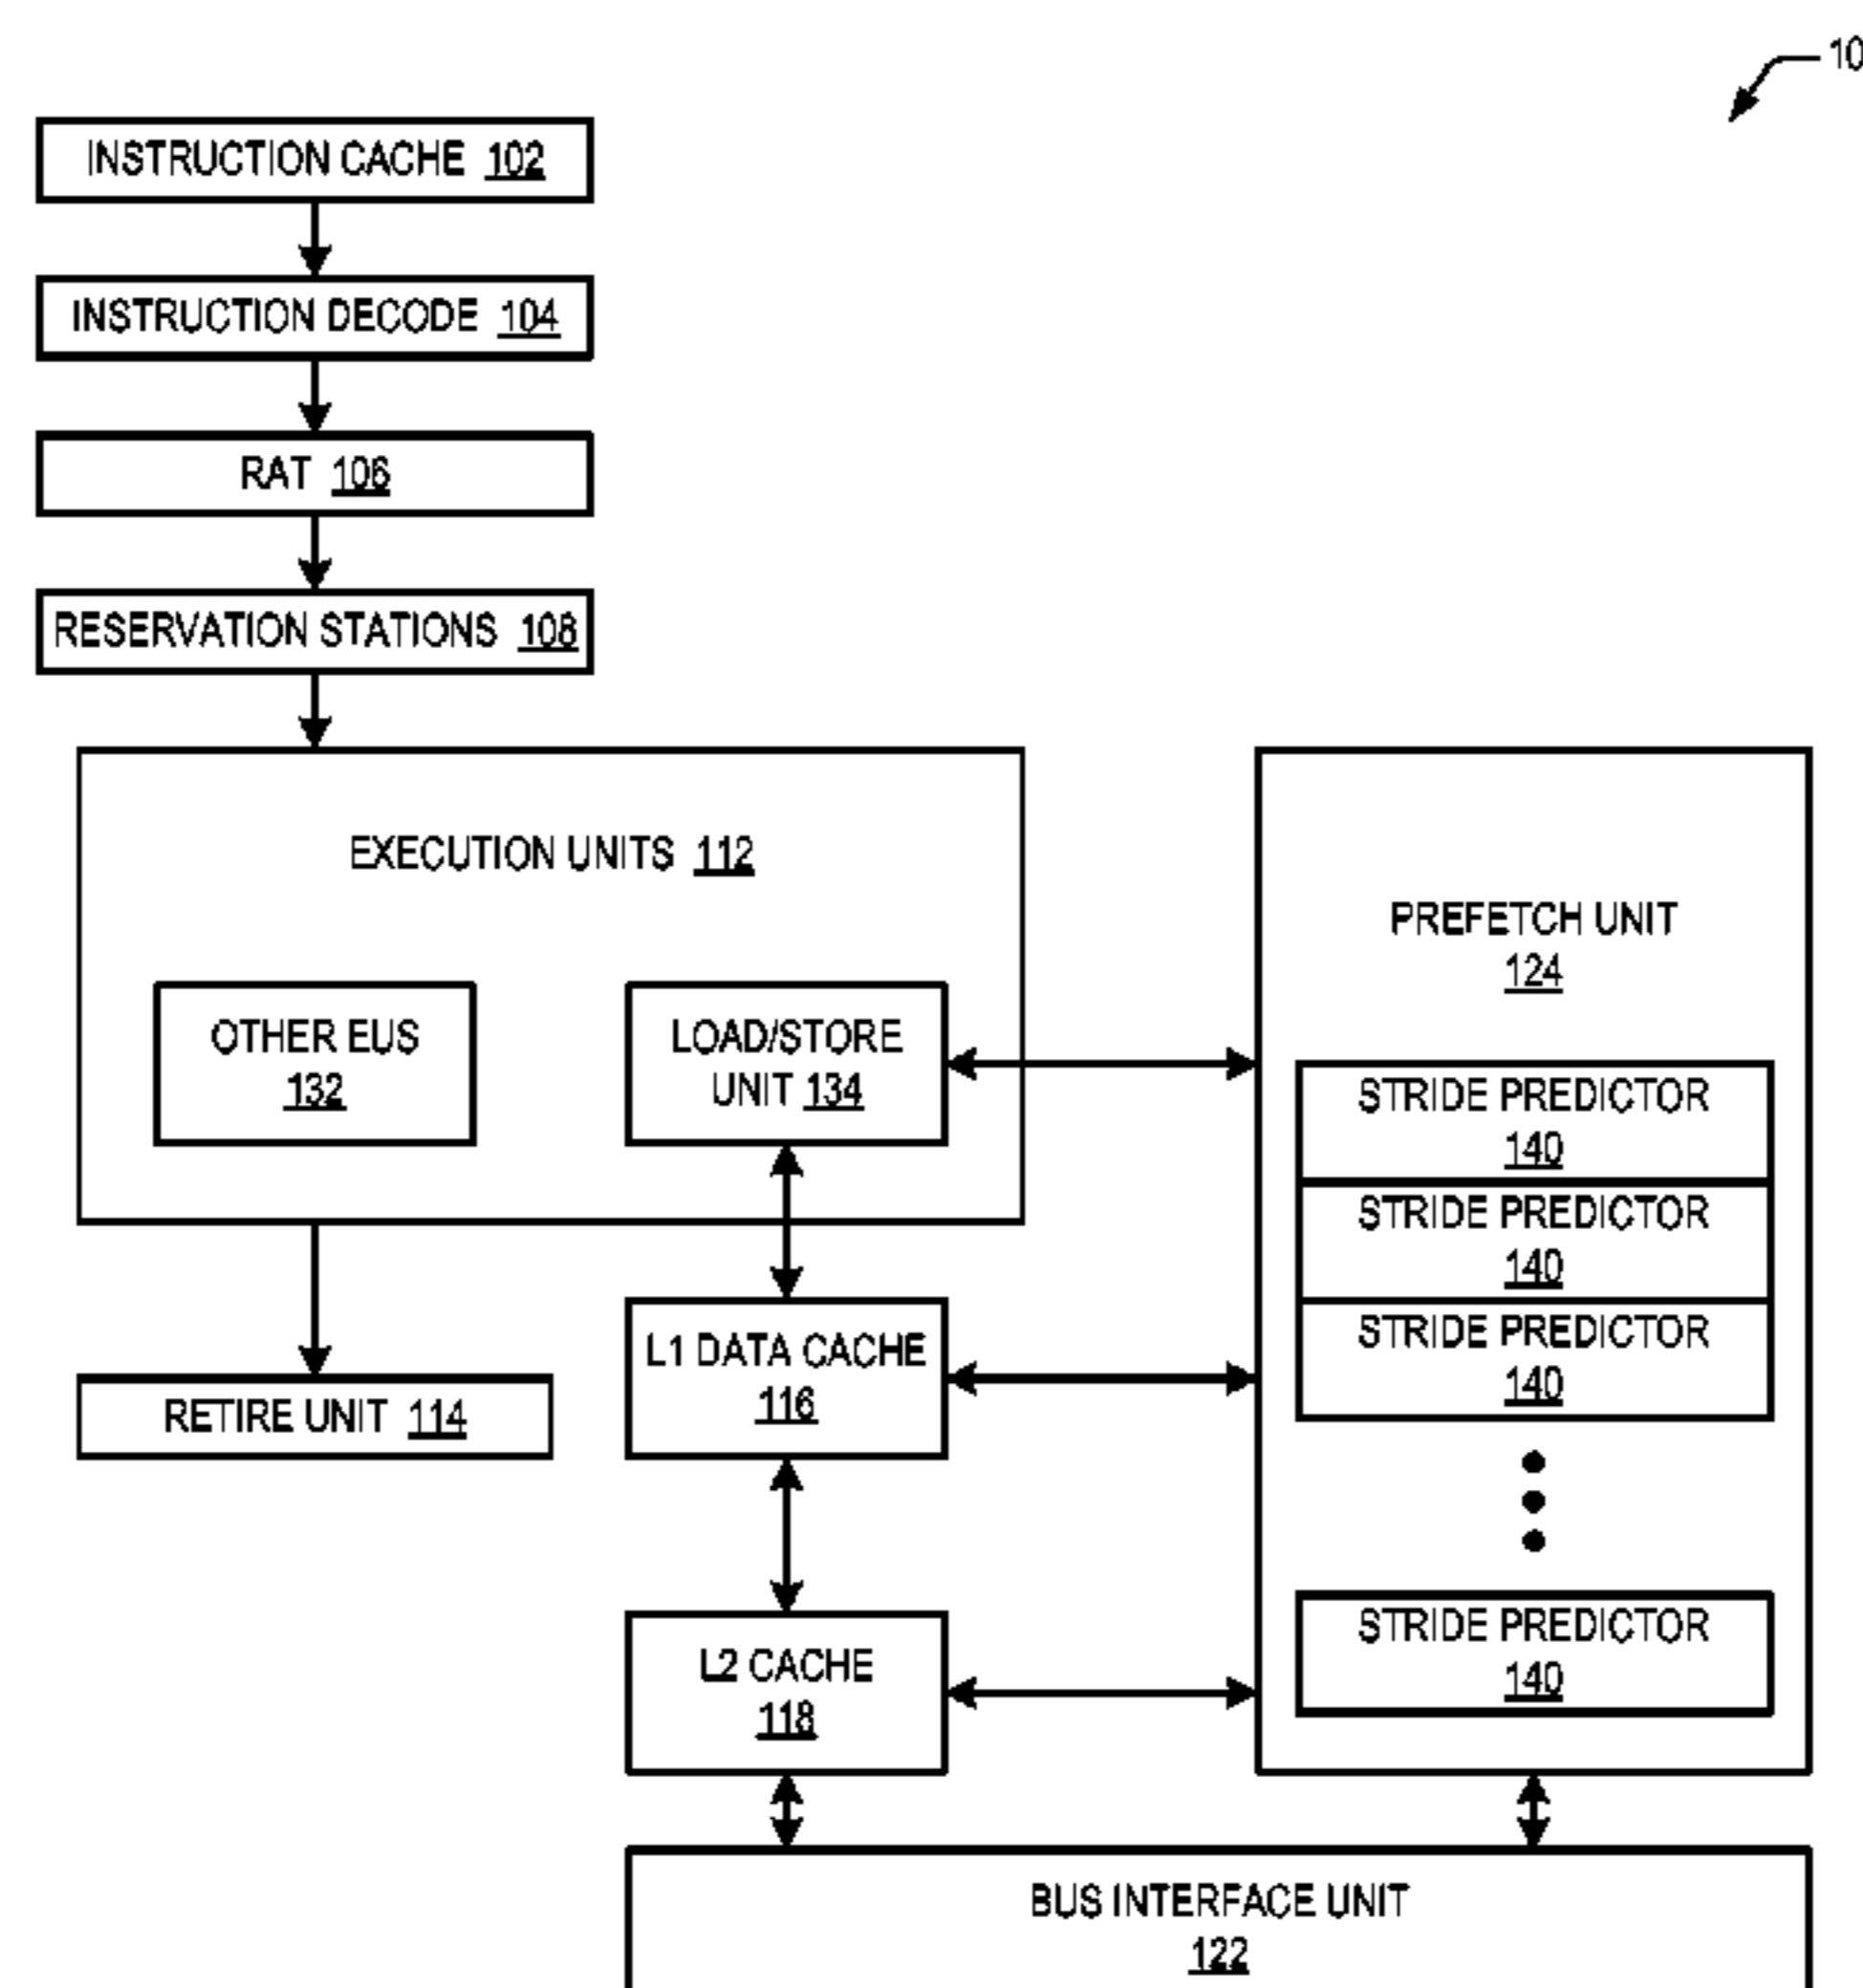 10
INSTRUCTION CACHE 102
INSTRUCTION DECODE 104
RAT 106
RESERVATION STATIONS 108
EXECUTION UNITS 112
OTHER EUS
132
LOAD/STORE
UNIT 134
RETIRE UNIT 114
L1 DATA CACHE
116
L2 CACHE
118
PREFETCH UNIT
124
STRIDE PREDICTOR
140
STRIDE PREDICTOR
140
STRIDE PREDICTOR
140
STRIDE PREDICTOR
140
BUS INTERFACE UNIT
122